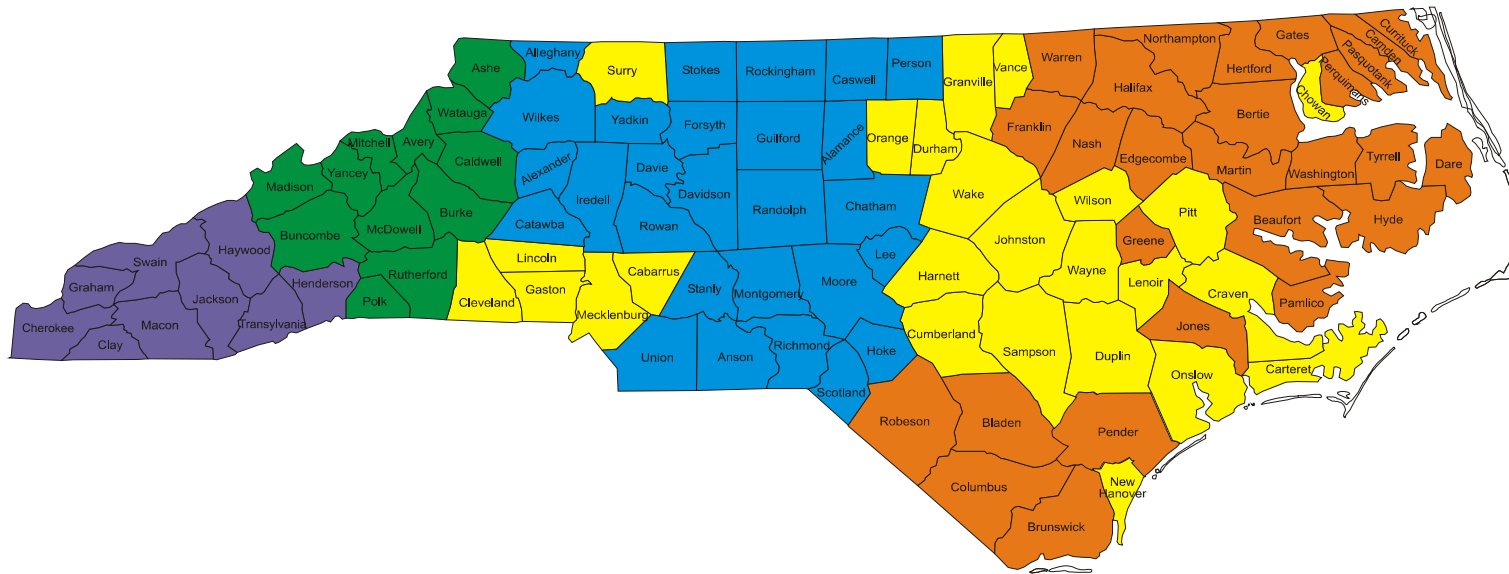 Ashe
Alleghany
Surry
Stokes
Rockingham
Caswell
Person
Granville
Vance
Warren
Northampton
Gates
Currituck
Camden
Pasquotank
Perquimans
Hertford
Halifax
Chowan
Bertie
Watauga
Wilkes
Yadkin
Forsyth
Guilford
Alamance
Orange
Durham
Franklin
Nash
Edgecombe
Martin
Washington
Tyrrell
Dare
Mitchell
Avery
Yancey
Caldwell
Alexander
Davie
Iredell
Davidson
Randolph
Chatham
Wake
Wilson
Pitt
Beaufort
Hyde
Madison
Buncombe
McDowell
Burke
Catawba
Rowan
Johnston
Greene
Haywood
Swain
Graham
Jackson
Henderson
Rutherford
Polk
Lincoln
Cleveland
Gaston
Cabarrus
Mecklenburg
Stanly
Montgomery
Moore
Lee
Harnett
Wayne
Lenoir
Craven
Pamlico
Cherokee
Macon
Clay
Transylvania
Union
Anson
Richmond
Hoke
Scotland
Cumberland
Sampson
Duplin
Jones
Onslow
Carteret
Robeson
Bladen
Pender
Columbus
Brunswick
New
Hanover